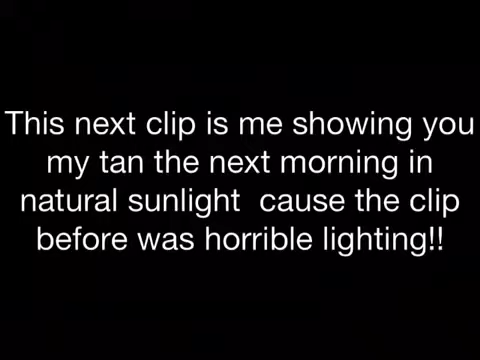 This next clip is me showing you
my tan the next morning in
natural sunlight  cause the clip
before was horrible lighting!!